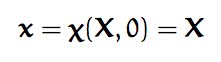 𝒙 = 𝝌(𝐗, 0) = 𝐗